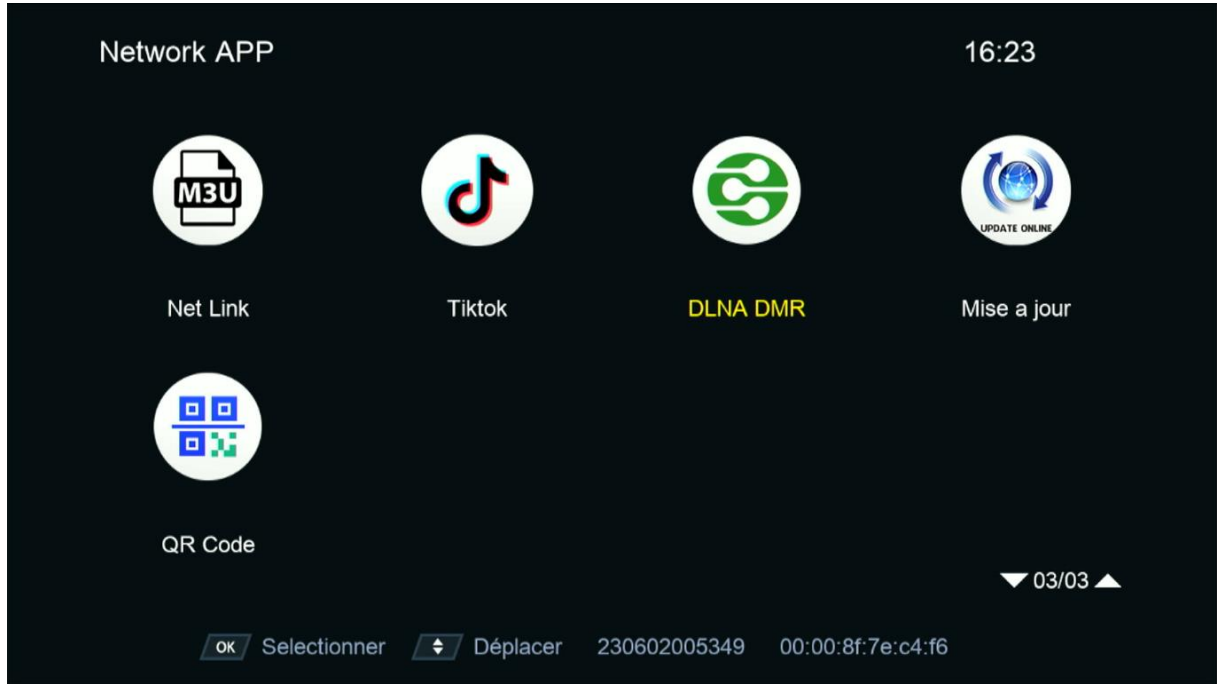 Network APP 16:23
M3U
UPDATE ONLINE
Net Link Tiktok DLNA DMR Mise a jour
QR Code
03/03
OK Selectionner Déplacer 230602005349 00:00:8f:7e:c4:f6